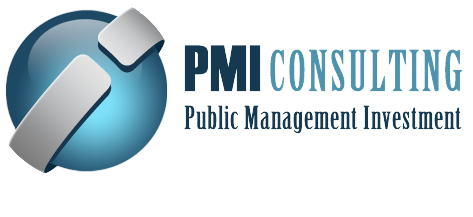 PMI CONSULTING
Public Management Investment